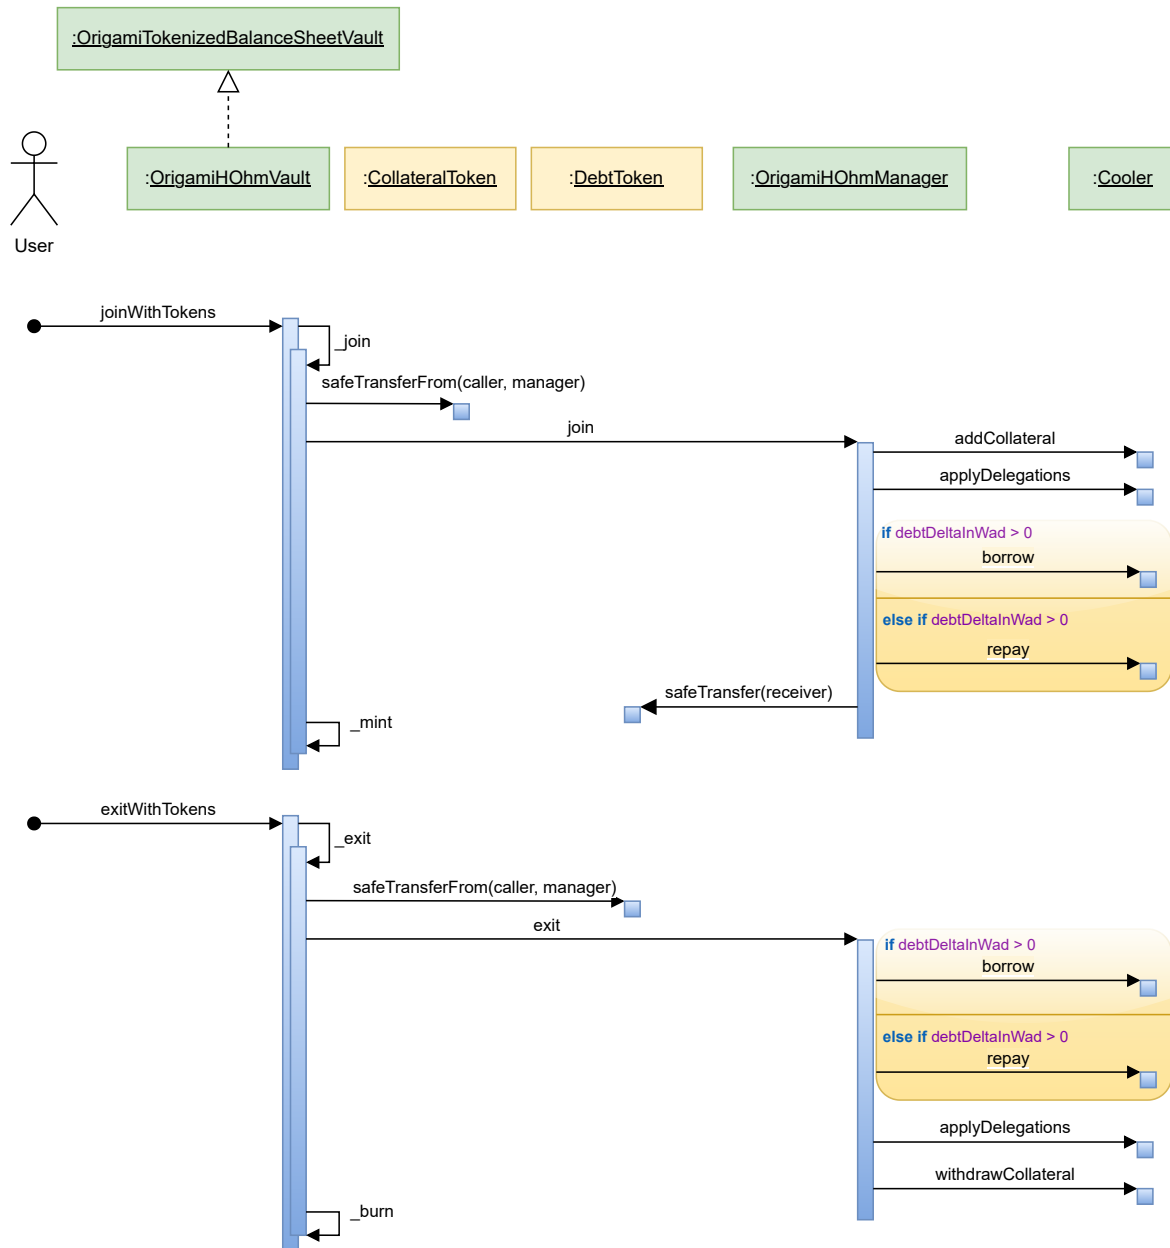 :OrigamiTokenizedBalanceSheetVault
User
:OrigamiHOhmVault
:CollateralToken
:DebtToken
:OrigamiHOhmManager
:Cooler
joinWithTokens
_join
safeTransferFrom(caller, manager)
join
addCollateral
applyDelegations
if debtDeltaInWad > 0
borrow
else if debtDeltaInWad > 0
repay
safeTransfer(receiver)
_mint
exitWithTokens
_exit
safeTransferFrom(caller, manager)
exit
if debtDeltaInWad > 0
borrow
else if debtDeltaInWad > 0
repay
applyDelegations
withdrawCollateral
_burn